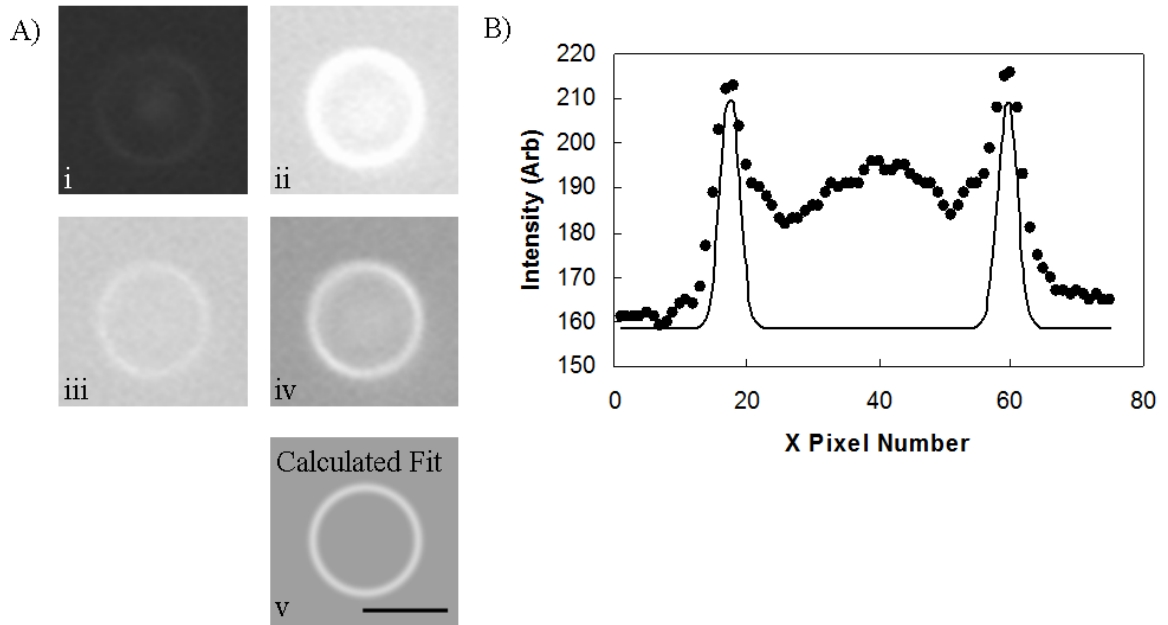 A)
i
ii
iii
iv
Calculated Fit
v
B)
220
210
200
190
180
170
160
150
Intensity (Arb)
0 20 40 60 80
X Pixel Number